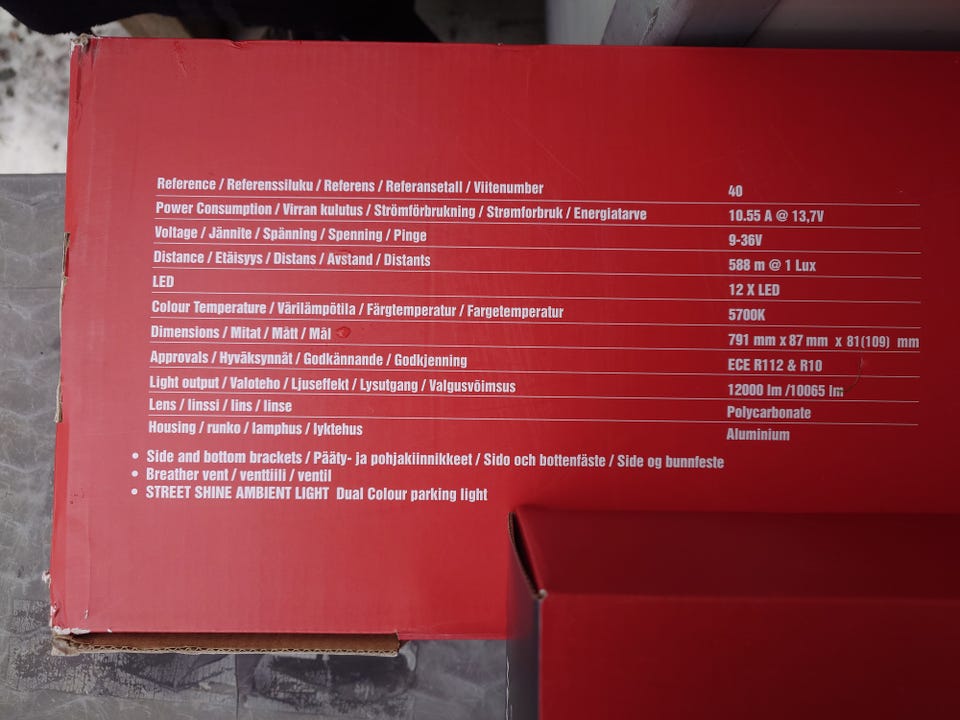 Reference / Referenssiluku / Referens / Referansetall / Viitenumber 40
Power Consumption / Virran kulutus / Strömförbrukning / Strømforbruk / Energiatarve 10.55 A @ 13,7V
Voltage / Jännite / Spänning / Spenning / Pinge 9-36V
Distance / Etäisyys / Distans / Avstand / Distants 588 m @ 1 Lux
LED 12 X LED
Colour Temperature / Värilämpötila / Färgtemperatur / Fargetemperatur 5700K
Dimensions / Mitat / Mått / Mål 791 mm x 87 mm x 81(109) mm
Approvals / Hyväksynnät / Godkännande / Godkjenning ECE R112 & R10
Light output / Valoteho / Ljuseffekt / Lysutgang / Valgusvõimsus 12000 lm /10065 lm
Lens / linssi / lins / linse Polycarbonate
Housing / runko / lamphus / lyktehus Aluminium
• Side and bottom brackets / Pääty- ja pohjakiinnikkeet / Sido och bottenfäste / Side og bunnfeste
• Breather vent / venttiili / ventil
• STREET SHINE AMBIENT LIGHT Dual Colour parking light